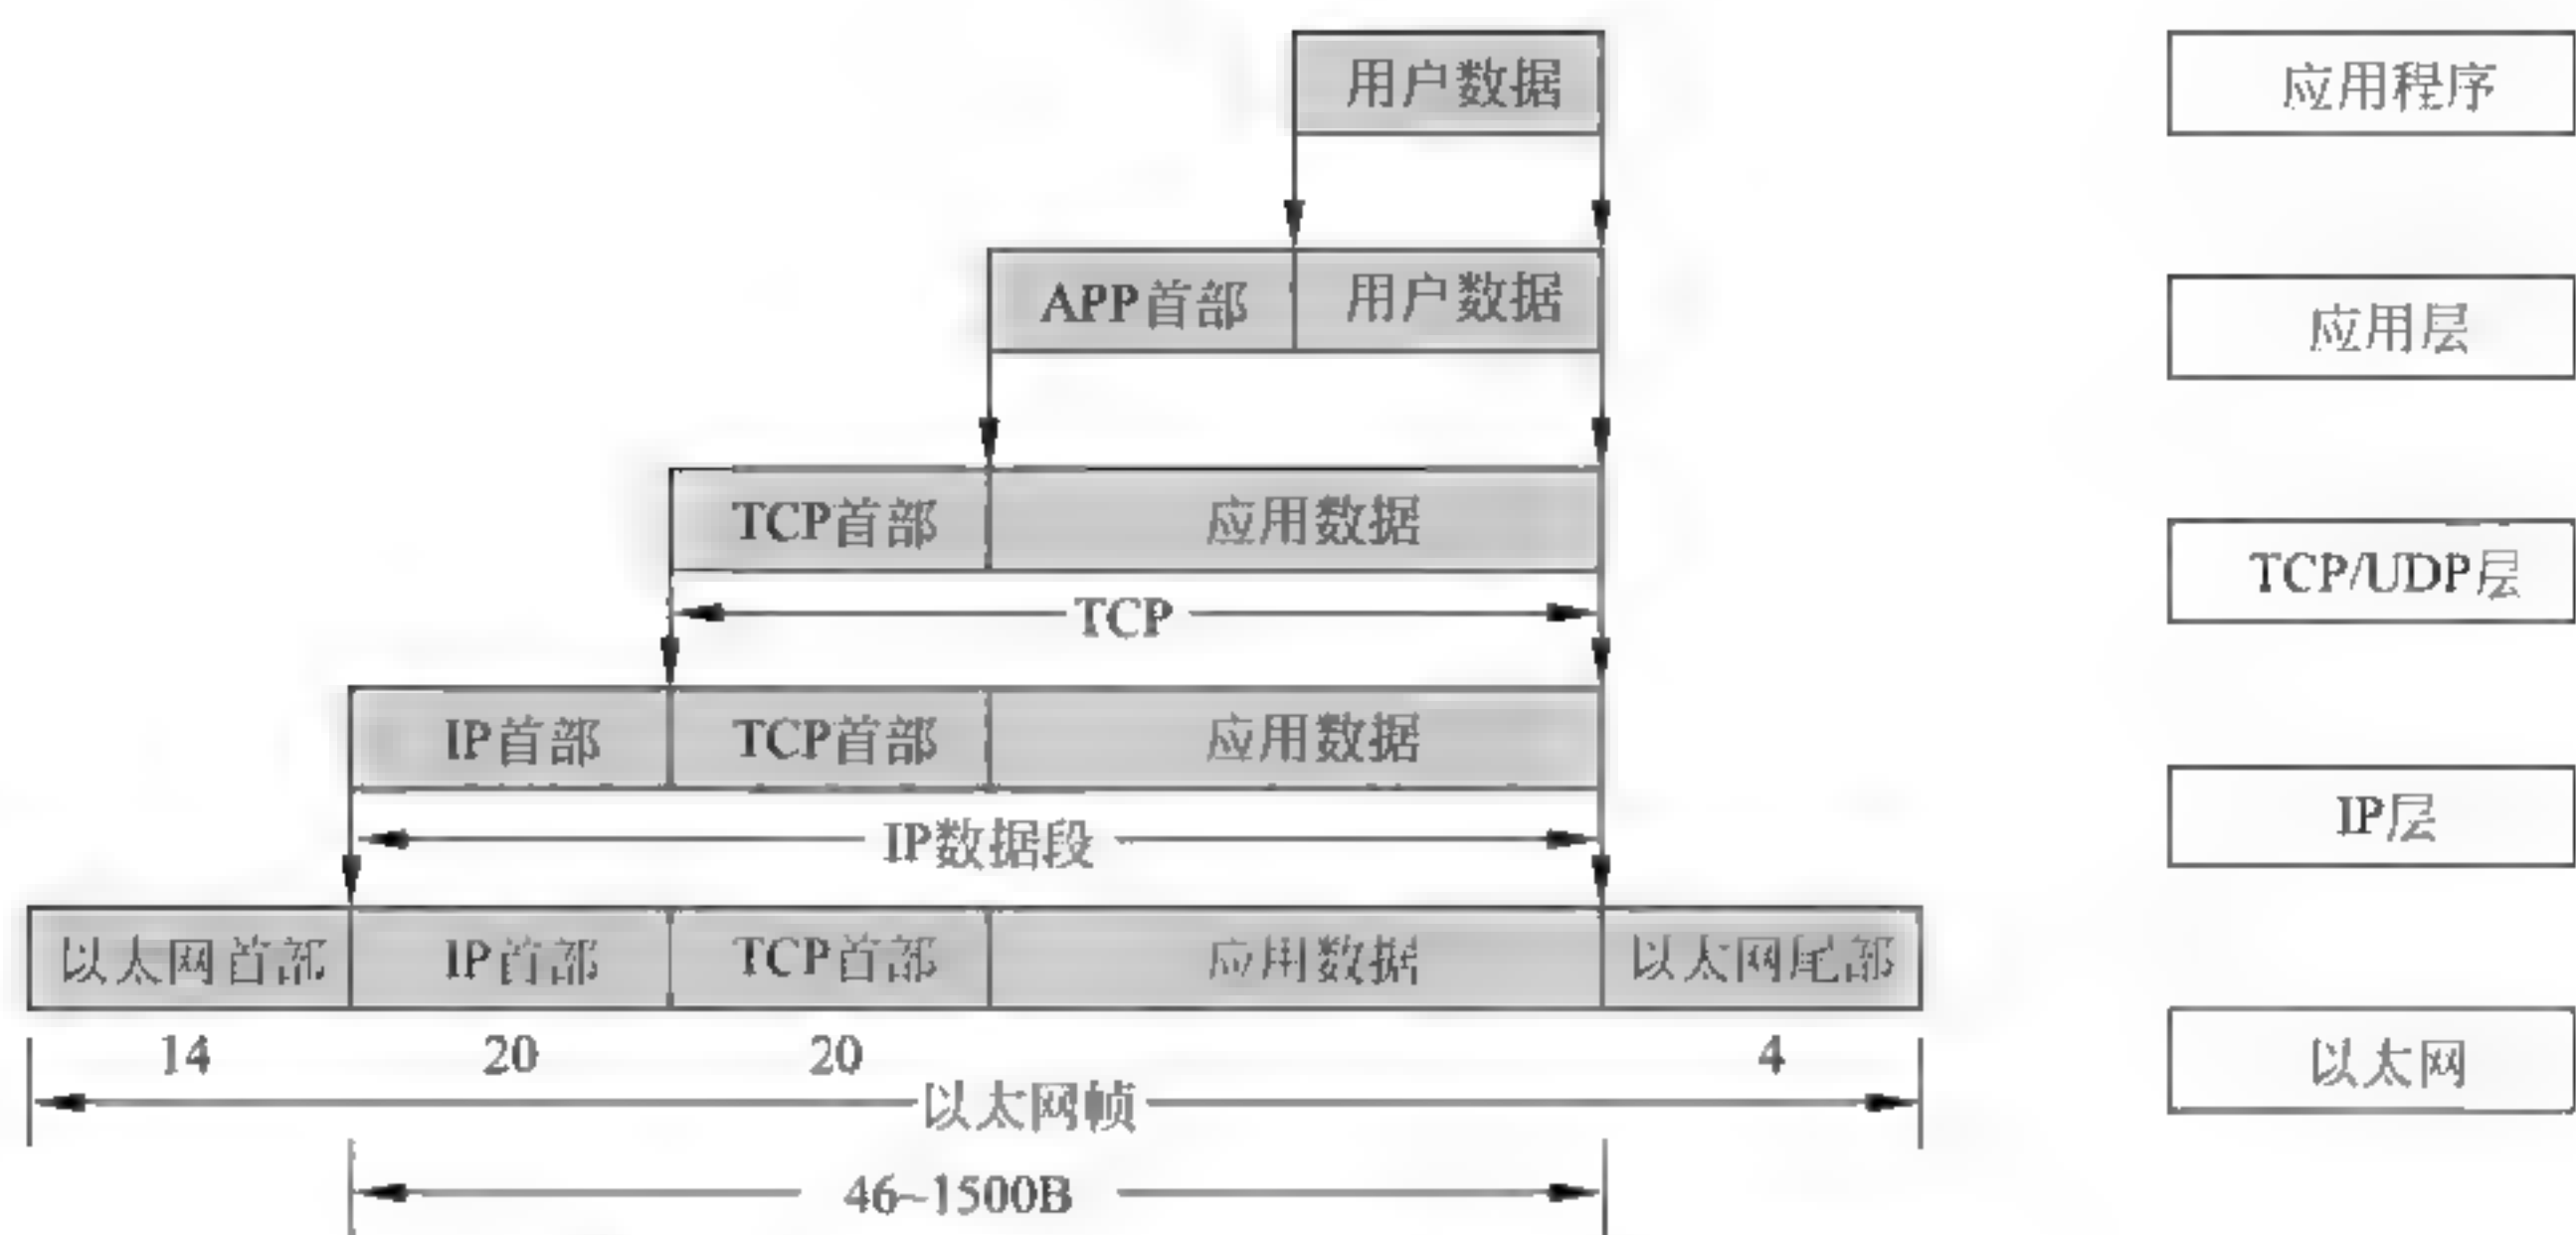 用户数据
应用程序
APP首部 用户数据
应用层
TCP首部 应用数据
TCP/UDP层
TCP
IP首部 TCP首部 应用数据
IP层
IP数据段
以太网首部 IP首部 TCP首部 应用数据 以太网尾部
14 20 20 4
以太网
以太网帧
46~1500B